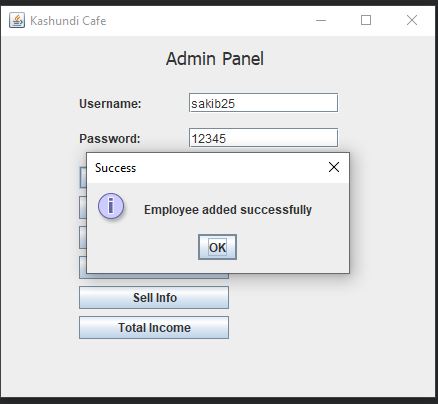 Kashundi Cafe
Admin Panel
Username: sakib25
Password: 12345
Success
Employee added successfully
OK
Sell Info
Total Income